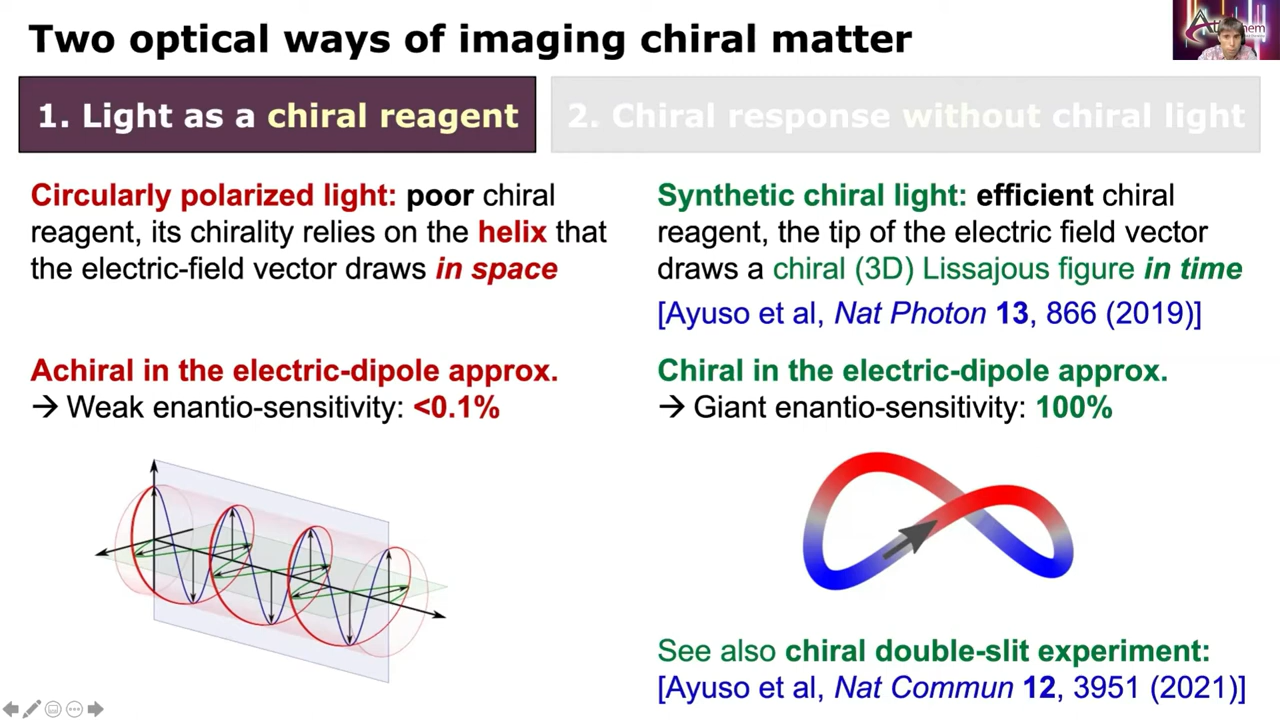 Two optical ways of imaging chiral matter
1. Light as a chiral reagent
2. Chiral response without chiral light
Circularly polarized light: poor chiral
reagent, its chirality relies on the helix that
the electric-field vector draws in space
Achiral in the electric-dipole approx.
→ Weak enantio-sensitivity: <0.1%
Synthetic chiral light: efficient chiral
reagent, the tip of the electric field vector
draws a chiral (3D) Lissajous figure in time
[Ayuso et al, Nat Photon 13, 866 (2019)]
Chiral in the electric-dipole approx.
→ Giant enantio-sensitivity: 100%
See also chiral double-slit experiment:
[Ayuso et al, Nat Commun 12, 3951 (2021)]